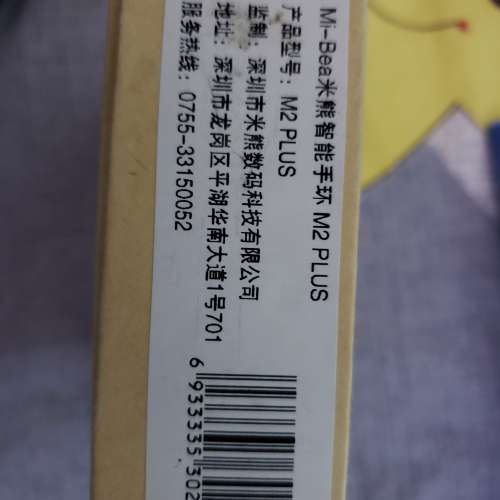 Mi-Bea米熊智能手环 M2 PLUS
产品型号：M2 PLUS
监制：深圳市米熊数码科技有限公司
地址：深圳市龙岗区平湖华南大道1号701
服务热线：0755-33150052
6 933335 302